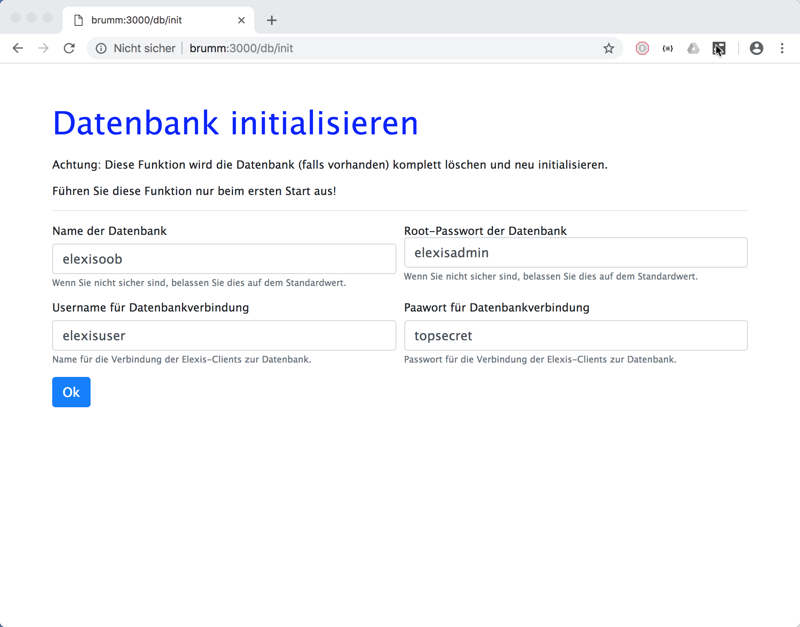 brumm:3000/db/init
Nicht sicher
brumm:3000/db/init
Datenbank initialisieren
Achtung: Diese Funktion wird die Datenbank (falls vorhanden) komplett löschen und neu initialisieren.
Führen Sie diese Funktion nur beim ersten Start aus!
Name der Datenbank
Root-Passwort der Datenbank
elexisoob
elexisadmin
Wenn Sie nicht sicher sind, belassen Sie dies auf dem Standardwert.
Wenn Sie nicht sicher sind, belassen Sie dies auf dem Standardwert.
Username für Datenbankverbindung
Paawort für Datenbankverbindung
elexisuser
topsecret
Name für die Verbindung der Elexis-Clients zur Datenbank.
Passwort für die Verbindung der Elexis-Clients zur Datenbank.
Ok